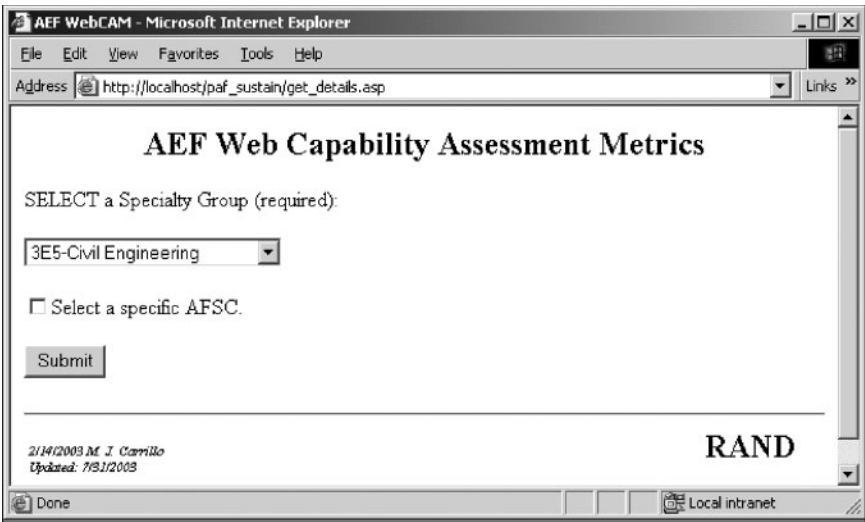 AEF WebCAM - Microsoft Internet Explorer
File Edit View Favorites Tools Help
Address http://localhost/paf_sustain/get_details.asp Links »
AEF Web Capability Assessment Metrics
SELECT a Specialty Group (required):
3E5-Civil Engineering
Select a specific AFSC.
Submit
2/14/2003 M. J. Carrillo
Updated: 7/31/2003
RAND
Done Local intranet